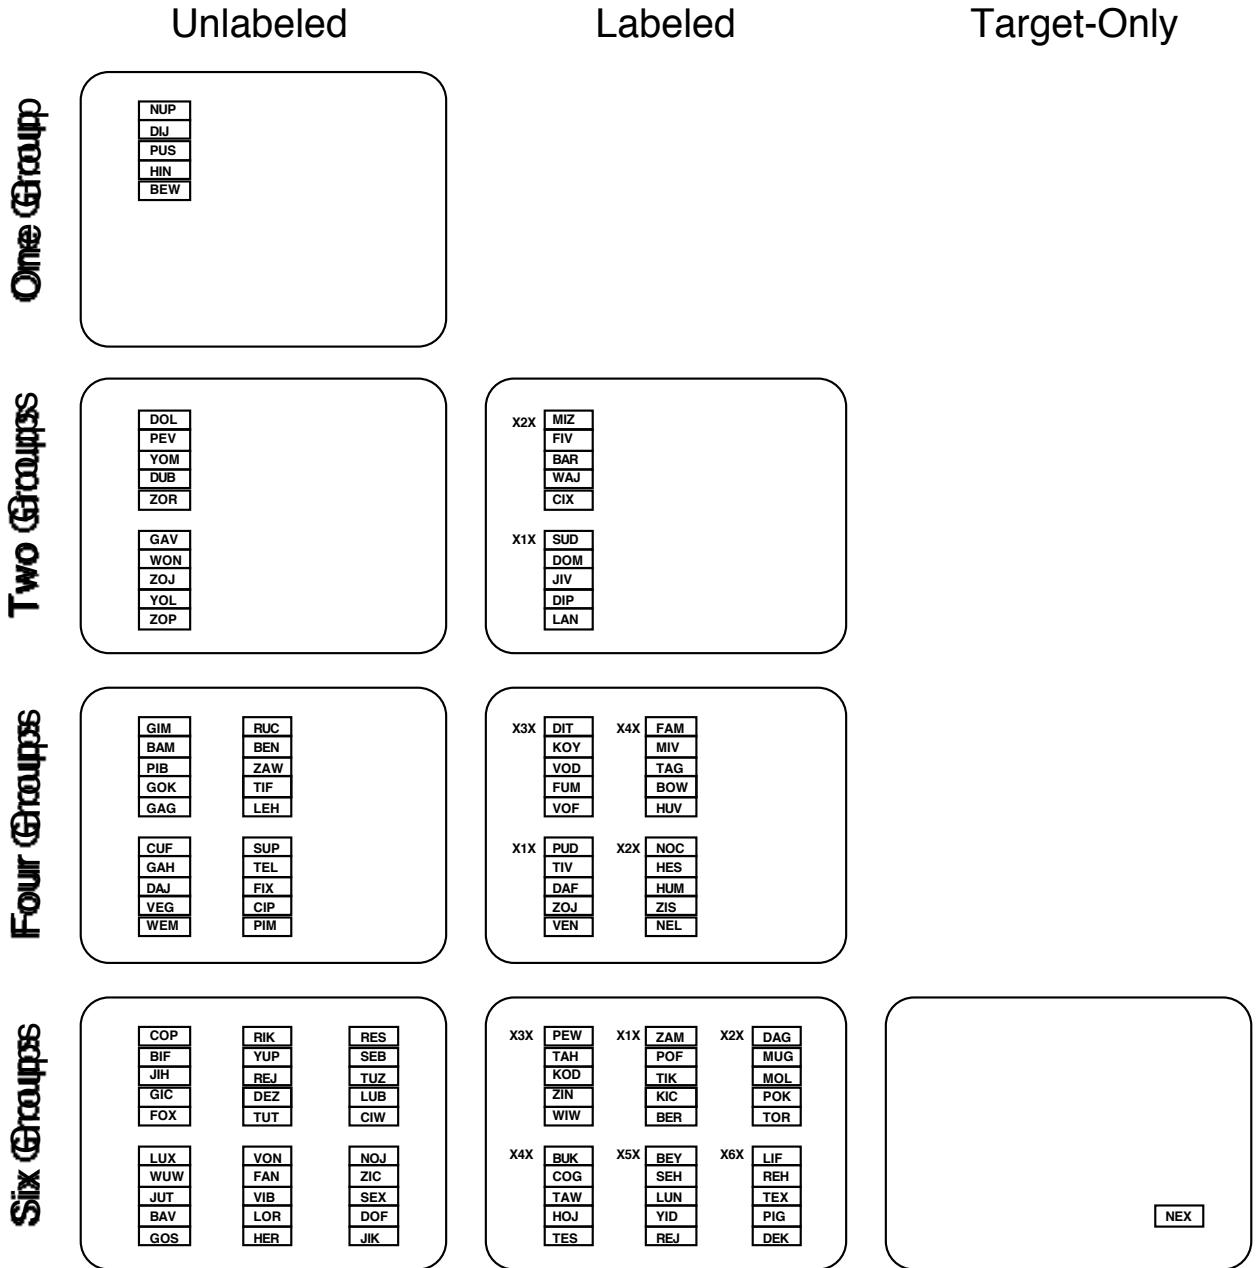 Unlabeled Labeled Target-Only
One Group
NUP
DIJ
PUS
HIN
BEW
Two Groups
DOL
PEV
YOM
DUB
ZOR
GAV
WON
ZOJ
YOL
ZOP
X2X MIZ
FIV
BAR
WAJ
CIX
X1X SUD
DOM
JIV
DIP
LAN
Four Groups
GIM RUC
BAM BEN
PIB ZAW
GOK TIF
GAG LEH
CUF SUP
GAH TEL
DAJ FIX
VEG CIP
WEM PIM
X3X DIT X4X FAM
KOY MIV
VOD TAG
FUM BOW
VOF HUV
X1X PUD X2X NOC
TIV HES
DAF HUM
ZOJ ZIS
VEN NEL
Six Groups
COP RIK RES
BIF YUP SEB
JIH REJ TUZ
GIC DEZ LUB
FOX TUT CIW
LUX VON NOJ
WUW FAN ZIC
JUT VIB SEX
BAV LOR DOF
GOS HER JIK
X3X PEW X1X ZAM X2X DAG
TAH POF MUG
KOD TIK MOL
ZIN KIC POK
WIW BER TOR
X4X BUK X5X BEY X6X LIF
COG SEH REH
TAW LUN TEX
HOJ YID PIG
TES REJ DEK
NEX